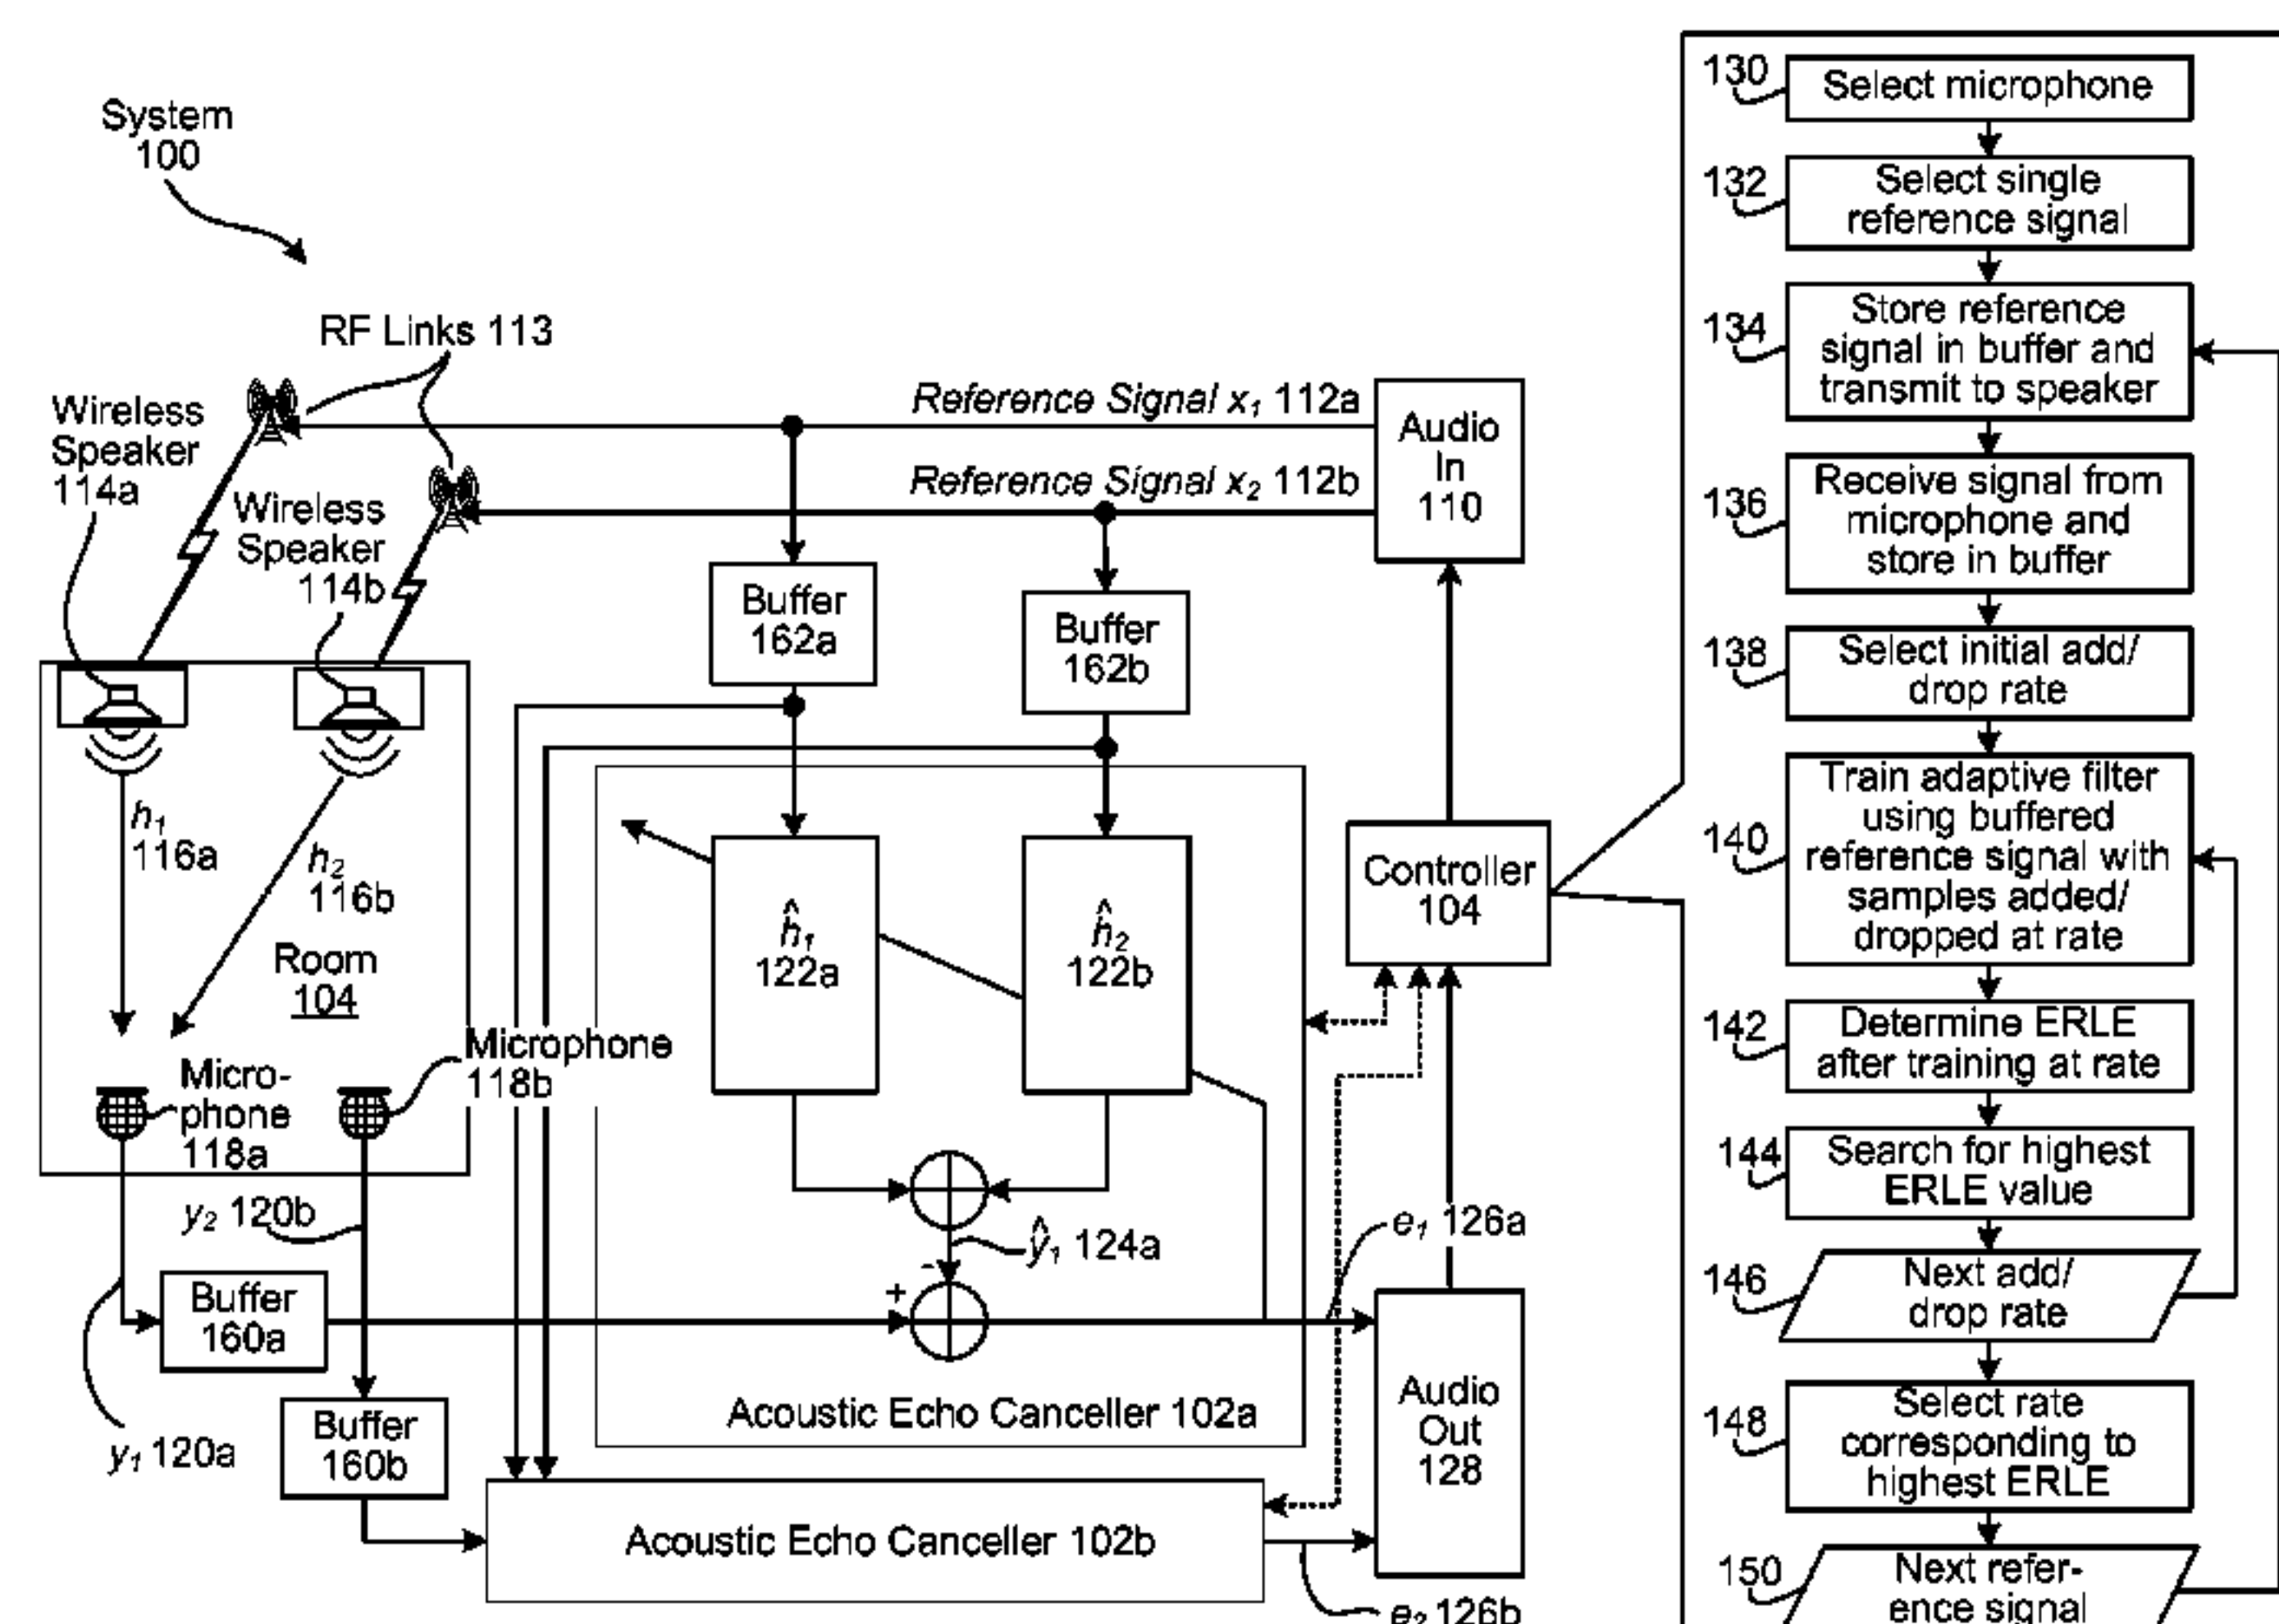 System
100
RF Links 113
Wireless
Speaker
114a
Wireless
Speaker
114b
Reference Signal x₁ 112a
Reference Signal x₂ 112b
Audio
In
110
Buffer
162a
Buffer
162b
h₁
116a
h₂
116b
Room
104
Micro-
phone
118a
Microphone
118b
ĥ₁
122a
ĥ₂
122b
Controller
104
y₂ 120b
y₁ 120a
Buffer
160a
Buffer
160b
ŷ₁ 124a
-
+
e₁ 126a
Acoustic Echo Canceller 102a
Audio
Out
128
Acoustic Echo Canceller 102b
e₂ 126b
130
Select microphone
132
Select single
reference signal
134
Store reference
signal in buffer and
transmit to speaker
136
Receive signal from
microphone and
store in buffer
138
Select initial add/
drop rate
140
Train adaptive filter
using buffered
reference signal with
samples added/
dropped at rate
142
Determine ERLE
after training at rate
144
Search for highest
ERLE value
146
Next add/
drop rate
148
Select rate
corresponding to
highest ERLE
150
Next refer-
ence signal